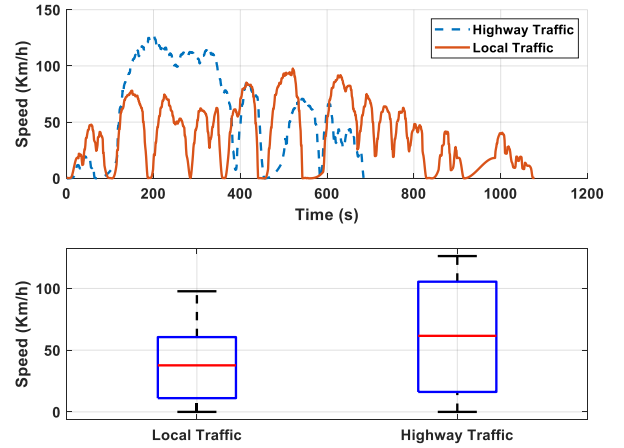 150
100
50
0
Speed (Km/h)
Highway Traffic
Local Traffic
0 200 400 600 800 1000 1200
Time (s)
100
50
0
Speed (Km/h)
Local Traffic Highway Traffic